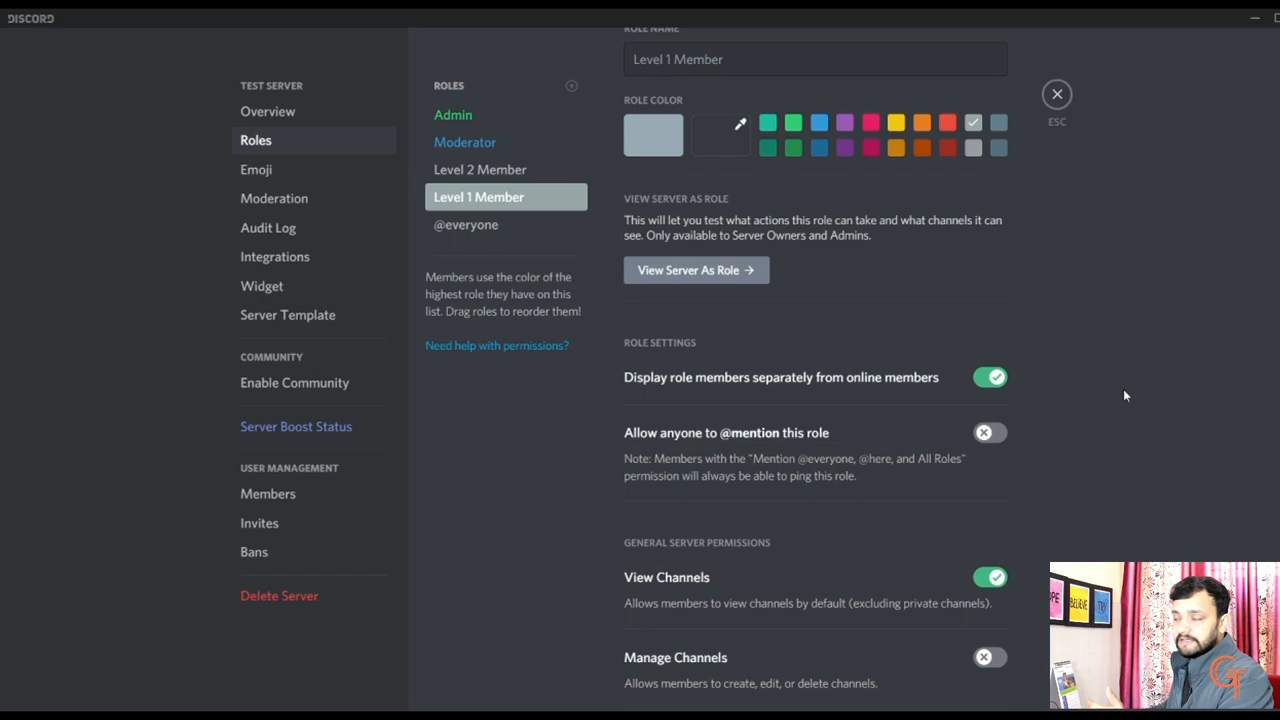 DISCORD
TEST SERVER
Overview
Roles
Emoji
Moderation
Audit Log
Integrations
Widget
Server Template
COMMUNITY
Enable Community
Server Boost Status
USER MANAGEMENT
Members
Invites
Bans
Delete Server
ROLES
Admin
Moderator
Level 2 Member
Level 1 Member
@everyone
Members use the color of the
highest role they have on this
list. Drag roles to reorder them!
Need help with permissions?
ROLE NAME
Level 1 Member
ROLE COLOR
VIEW SERVER AS ROLE
This will let you test what actions this role can take and what channels it can
see. Only available to Server Owners and Admins.
View Server As Role →
ROLE SETTINGS
Display role members separately from online members
Allow anyone to @mention this role
Note: Members with the "Mention @everyone, @here, and All Roles"
permission will always be able to ping this role.
GENERAL SERVER PERMISSIONS
View Channels
Allows members to view channels by default (excluding private channels).
Manage Channels
Allows members to create, edit, or delete channels.
ESC
BELIEVE